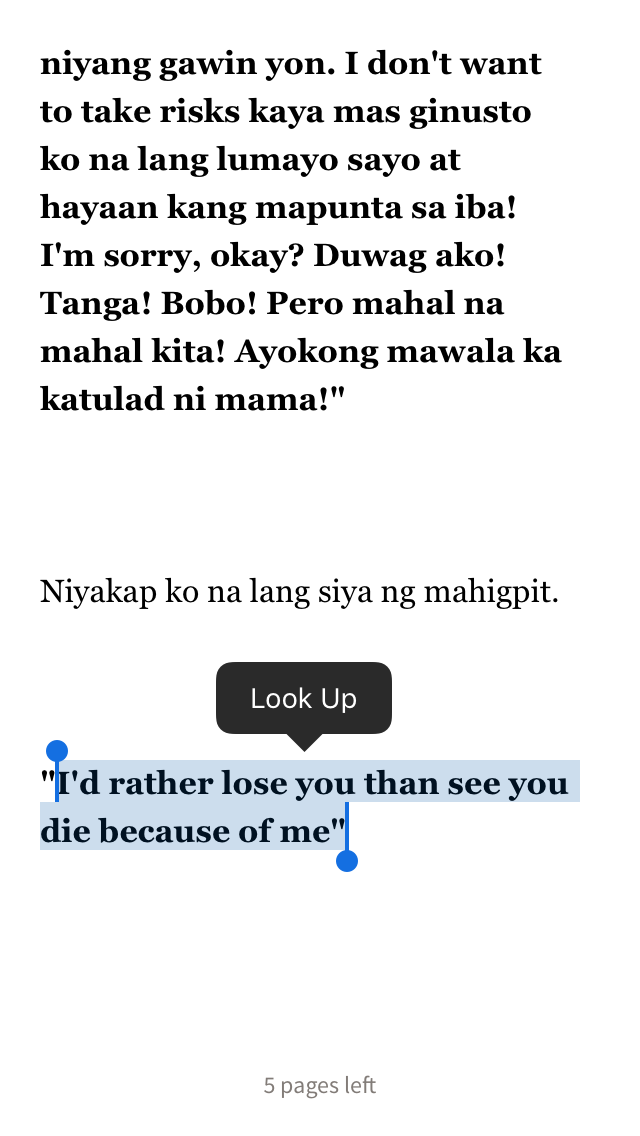 niyang gawin yon. I don't want
to take risks kaya mas ginusto
ko na lang lumayo sayo at
hayaan kang mapunta sa iba!
I'm sorry, okay? Duwag ako!
Tanga! Bobo! Pero mahal na
mahal kita! Ayokong mawala ka
katulad ni mama!"
Niyakap ko na lang siya ng mahigpit.
Look Up
"I'd rather lose you than see you
die because of me"
5 pages left